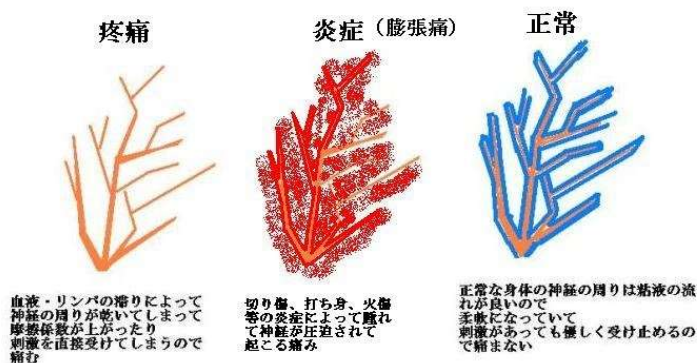 疼痛
炎症（膨張痛）
正常
血液・リンパの滞りによって
神経の周りが乾いてしまって
摩擦係数が上がったり
刺激を直接受けてしまうので
痛む
切り傷、打ち身、火傷
等の炎症によって腫れ
て神経が圧迫されて
起こる痛み
正常な身体の神経の周りは粘液の流
れが良いので
柔軟になっていて
刺激があっても優しく受け止めるの
で痛まない